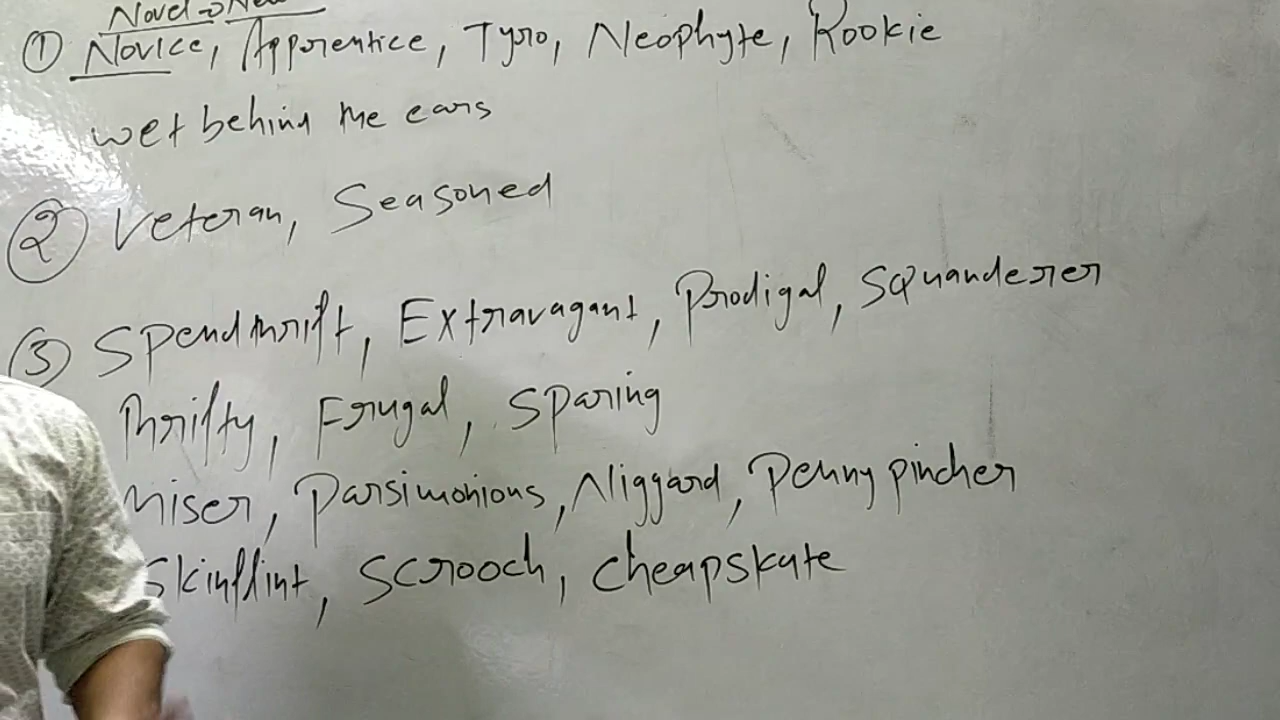 Novel → New
① Novice, Apprentice, Tyro, Neophyte, Rookie
wet behind the ears
② Veteran, Seasoned
③ Spendthrift, Extravagant, Prodigal, Squanderer
Thrifty, Frugal, Sparing
Miser, Parsimonious, Niggard, Penny pincher
Skinflint, Scrooch, Cheapskate